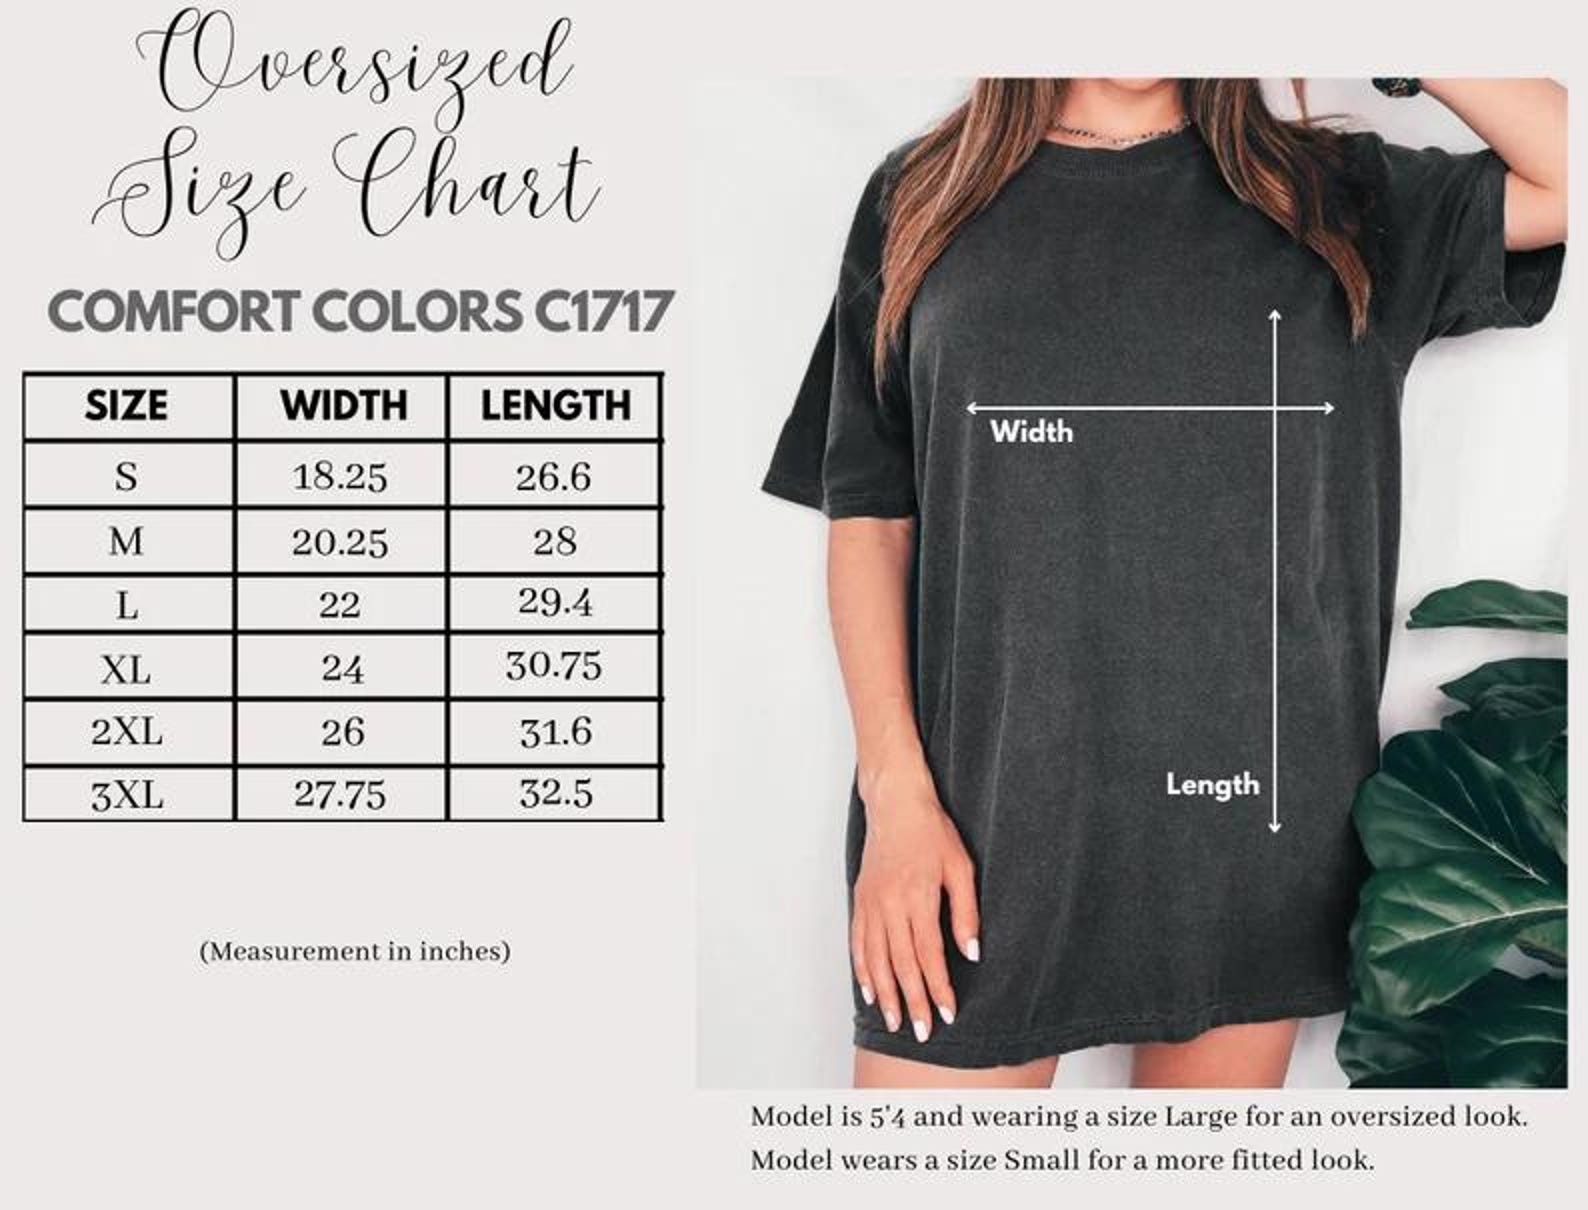 Oversized
Size Chart
COMFORT COLORS C1717
SIZE WIDTH LENGTH
S 18.25 26.6
M 20.25 28
L 22 29.4
XL 24 30.75
2XL 26 31.6
3XL 27.75 32.5
(Measurement in inches)
Width
Length
Model is 5'4 and wearing a size Large for an oversized look.
Model wears a size Small for a more fitted look.